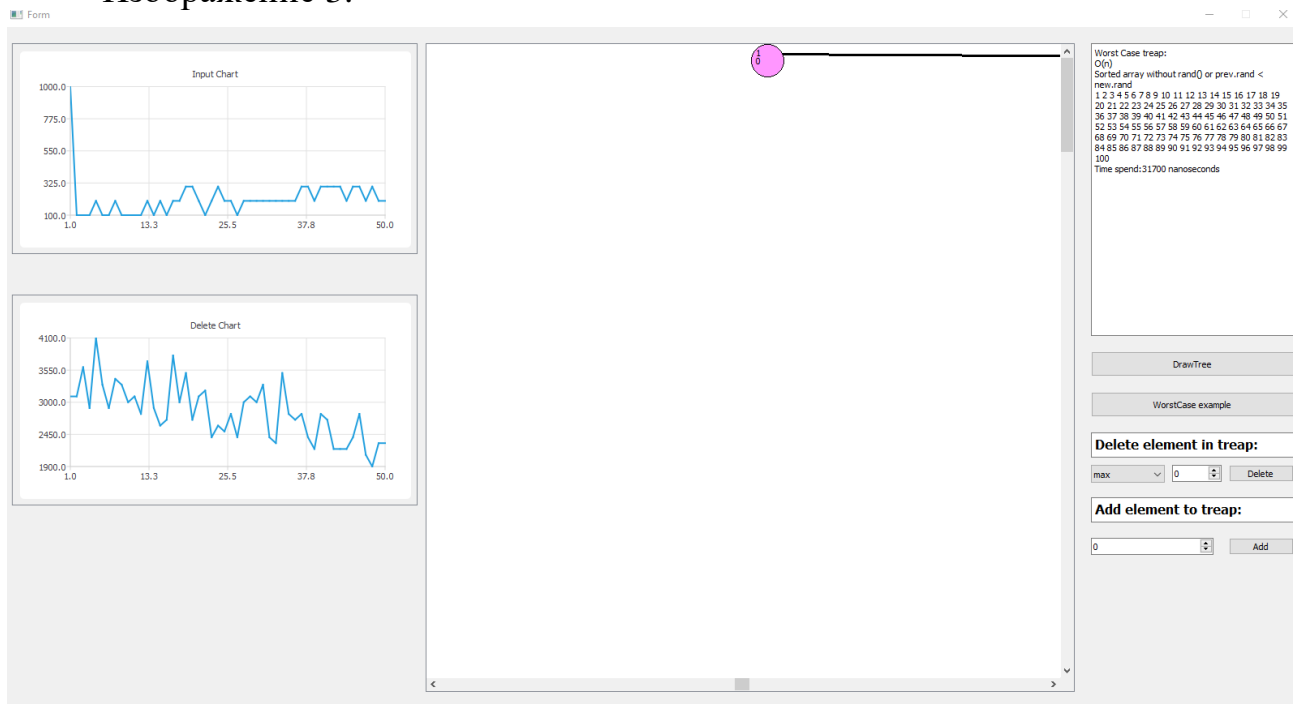 Изображение 5.
Form
Input Chart
1000.0
775.0
550.0
325.0
100.0
1.0 13.3 25.5 37.8 50.0
Delete Chart
4100.0
3550.0
3000.0
2450.0
1900.0
1.0 13.3 25.5 37.8 50.0
1
0
Worst Case treap:
O(n)
Sorted array without rand() or prev.rand <
new.rand
1 2 3 4 5 6 7 8 9 10 11 12 13 14 15 16 17 18 19
20 21 22 23 24 25 26 27 28 29 30 31 32 33 34 35
36 37 38 39 40 41 42 43 44 45 46 47 48 49 50 51
52 53 54 55 56 57 58 59 60 61 62 63 64 65 66 67
68 69 70 71 72 73 74 75 76 77 78 79 80 81 82 83
84 85 86 87 88 89 90 91 92 93 94 95 96 97 98 99
100
Time spend:31700 nanoseconds
DrawTree
WorstCase example
Delete element in treap:
max 0 Delete
Add element to treap:
0 Add